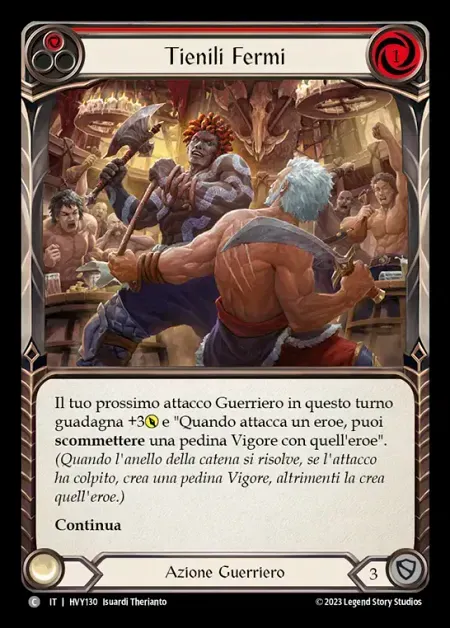 Tienili Fermi
1
Il tuo prossimo attacco Guerriero in questo turno
guadagna +3 e "Quando attacca un eroe, puoi
scommettere una pedina Vigore con quell'eroe".
(Quando l'anello della catena si risolve, se l'attacco
ha colpito, crea una pedina Vigore, altrimenti la crea
quell'eroe.)
Continua
Azione Guerriero
3
C IT | HVY130 Isuardi Therianto
© 2023 Legend Story Studios